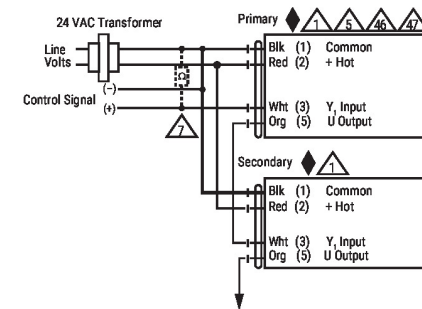 24 VAC Transformer
Primary 1 5 46 47
Line Volts
Blk (1) Common
Red (2) + Hot
Control Signal (−)
(+)
Ω
7
Wht (3) Y1 Input
Org (5) U Output
Secondary 1
Blk (1) Common
Red (2) + Hot
Wht (3) Y1 Input
Org (5) U Output